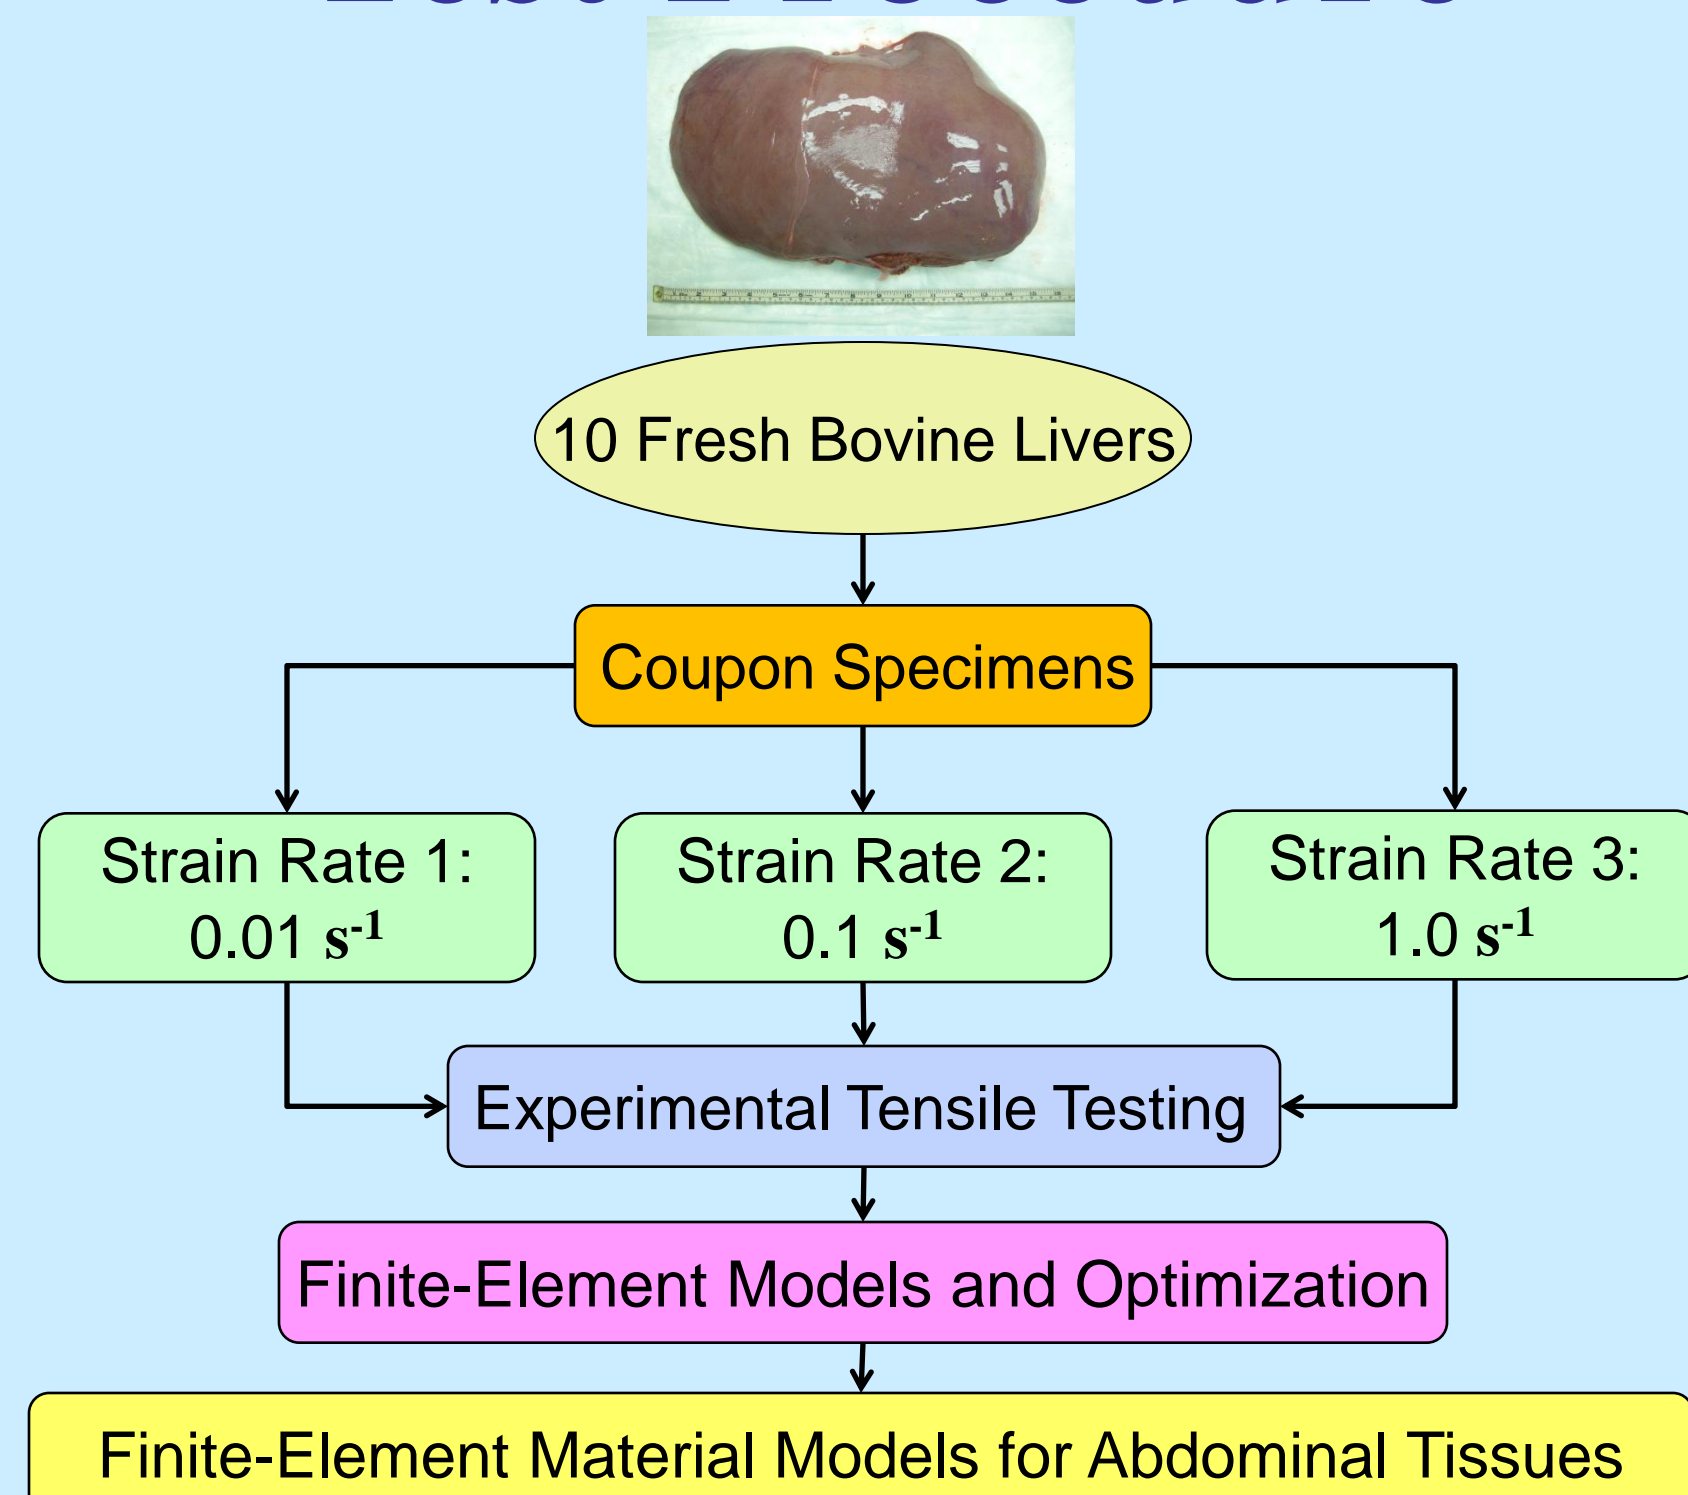 10 Fresh Bovine Livers
Coupon Specimens
Strain Rate 1:
0.01 s-1
Strain Rate 2:
0.1 s-1
Strain Rate 3:
1.0 s-1
Experimental Tensile Testing
Finite-Element Models and Optimization
Finite-Element Material Models for Abdominal Tissues